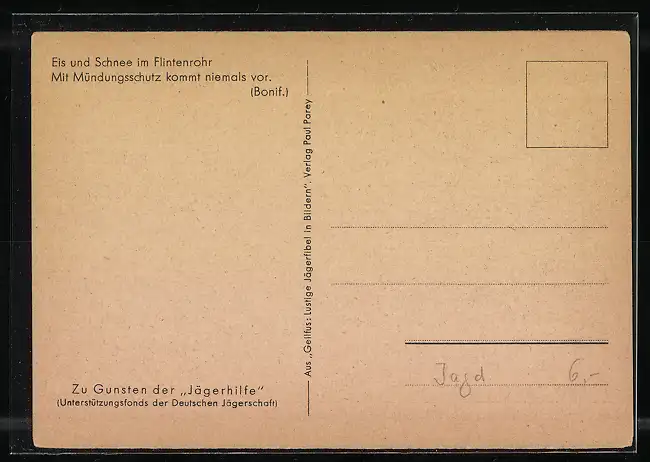 Eis und Schnee im Flintenrohr
Mit Mündungsschutz kommt niemals vor.
(Bonif.)
Aus „Gellfus: Lustige Jägerfibel in Bildern“. Verlag Paul Parey
Zu Gunsten der „Jägerhilfe“
(Unterstützungsfonds der Deutschen Jägerschaft)
Jagd 6,-